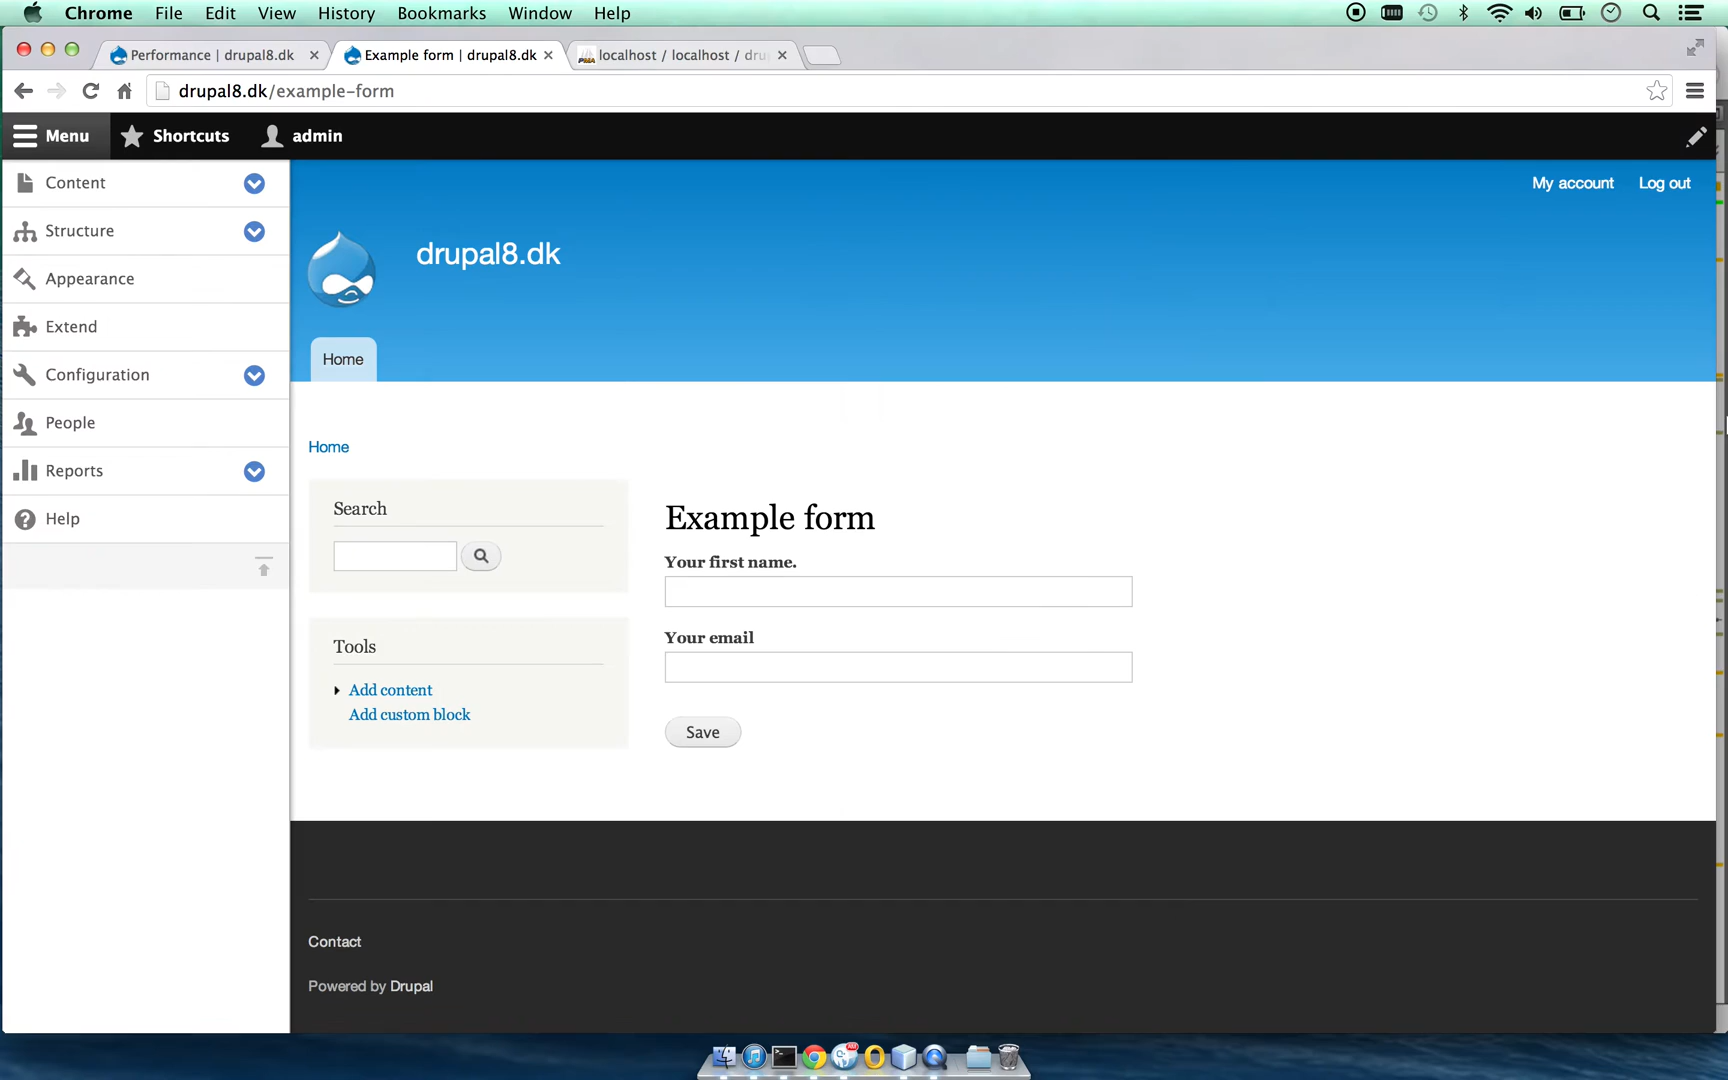 Chrome File Edit View History Bookmarks Window Help
Performance | drupal8.dk
Example form | drupal8.dk
localhost / localhost / dru
drupal8.dk/example-form
Menu
Shortcuts
admin
Content
Structure
Appearance
Extend
Configuration
People
Reports
Help
My account
Log out
drupal8.dk
Home
Home
Search
Tools
Add content
Add custom block
Example form
Your first name.
Your email
Save
Contact
Powered by Drupal